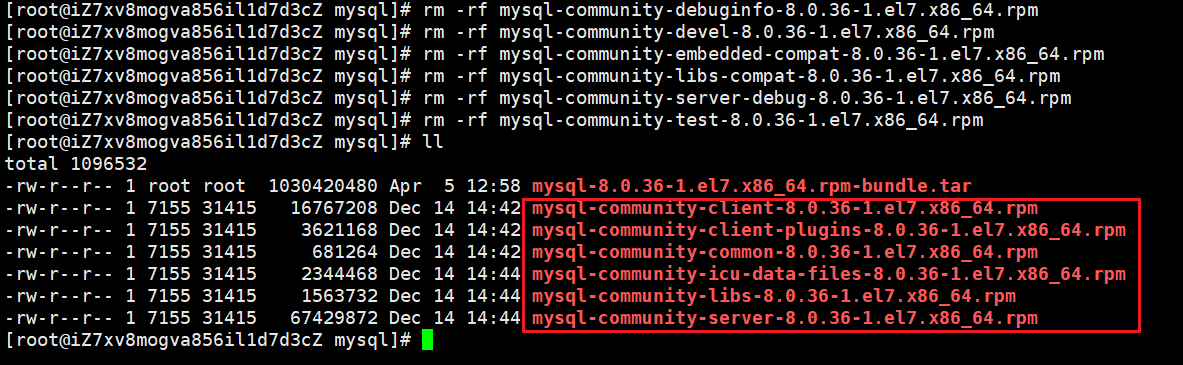 [root@iZ7xv8mogva856il1d7d3cZ mysql]# rm -rf mysql-community-debuginfo-8.0.36-1.el7.x86_64.rpm
[root@iZ7xv8mogva856il1d7d3cZ mysql]# rm -rf mysql-community-devel-8.0.36-1.el7.x86_64.rpm
[root@iZ7xv8mogva856il1d7d3cZ mysql]# rm -rf mysql-community-embedded-compat-8.0.36-1.el7.x86_64.rpm
[root@iZ7xv8mogva856il1d7d3cZ mysql]# rm -rf mysql-community-libs-compat-8.0.36-1.el7.x86_64.rpm
[root@iZ7xv8mogva856il1d7d3cZ mysql]# rm -rf mysql-community-server-debug-8.0.36-1.el7.x86_64.rpm
[root@iZ7xv8mogva856il1d7d3cZ mysql]# rm -rf mysql-community-test-8.0.36-1.el7.x86_64.rpm
[root@iZ7xv8mogva856il1d7d3cZ mysql]# ll
total 1096532
-rw-r--r-- 1 root root  1030420480 Apr  5 12:58 mysql-8.0.36-1.el7.x86_64.rpm-bundle.tar
-rw-r--r-- 1 7155 31415   16767208 Dec 14 14:42 mysql-community-client-8.0.36-1.el7.x86_64.rpm
-rw-r--r-- 1 7155 31415    3621168 Dec 14 14:42 mysql-community-client-plugins-8.0.36-1.el7.x86_64.rpm
-rw-r--r-- 1 7155 31415     681264 Dec 14 14:42 mysql-community-common-8.0.36-1.el7.x86_64.rpm
-rw-r--r-- 1 7155 31415    2344468 Dec 14 14:44 mysql-community-icu-data-files-8.0.36-1.el7.x86_64.rpm
-rw-r--r-- 1 7155 31415    1563732 Dec 14 14:44 mysql-community-libs-8.0.36-1.el7.x86_64.rpm
-rw-r--r-- 1 7155 31415   67429872 Dec 14 14:44 mysql-community-server-8.0.36-1.el7.x86_64.rpm
[root@iZ7xv8mogva856il1d7d3cZ mysql]#